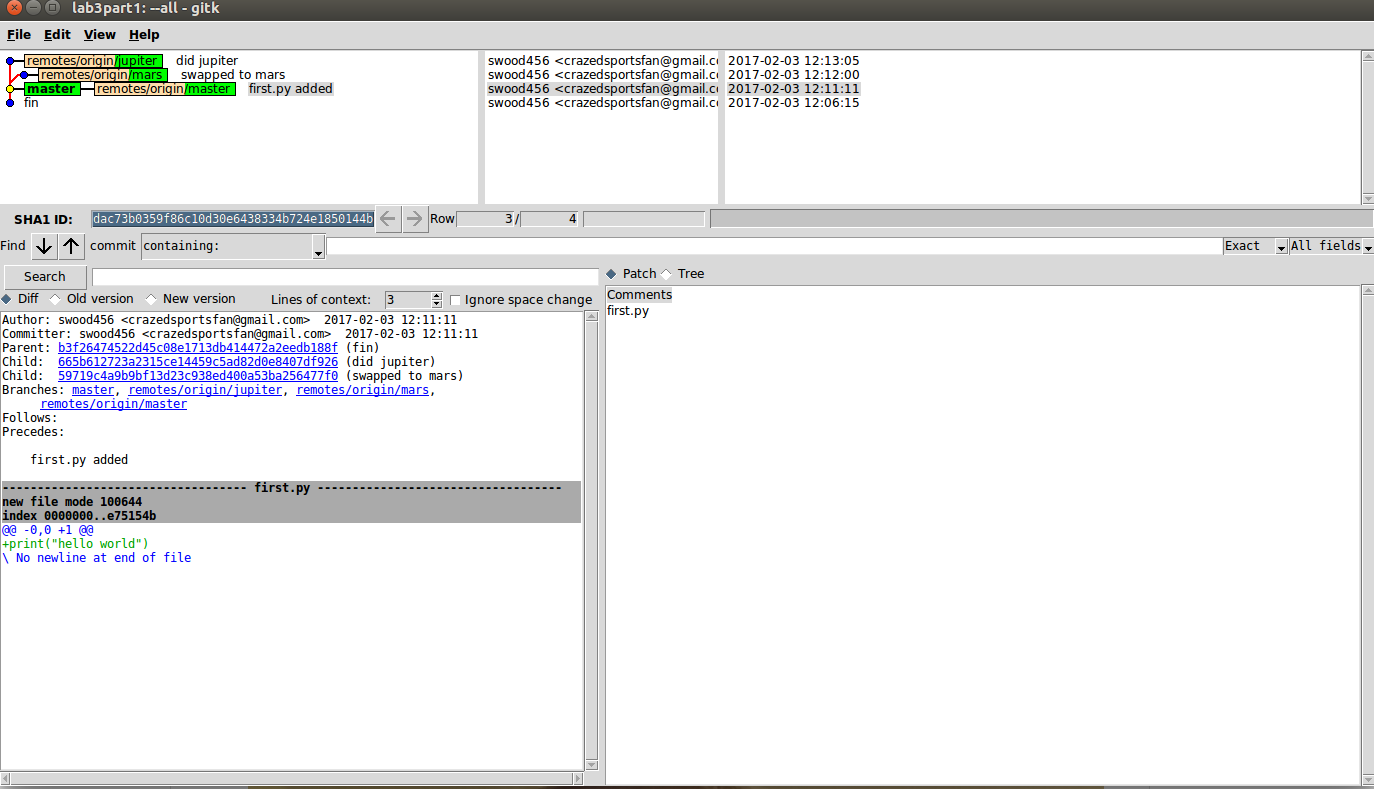 lab3part1: --all - gitk
File Edit View Help
remotes/origin/jupiter did jupiter swood456 <crazedsportsfan@gmail.co 2017-02-03 12:13:05
remotes/origin/mars swapped to mars swood456 <crazedsportsfan@gmail.co 2017-02-03 12:12:00
master remotes/origin/master first.py added swood456 <crazedsportsfan@gmail.co 2017-02-03 12:11:11
fin swood456 <crazedsportsfan@gmail.co 2017-02-03 12:06:15
SHA1 ID: dac73b0359f86c10d30e6438334b724e1850144b Row 3 / 4
Find commit containing: Exact All fields
Search
Patch Tree
Diff Old version New version Lines of context: 3 Ignore space change
Comments
first.py
Author: swood456 <crazedsportsfan@gmail.com> 2017-02-03 12:11:11
Committer: swood456 <crazedsportsfan@gmail.com> 2017-02-03 12:11:11
Parent: b3f26474522d45c08e1713db414472a2eedb188f (fin)
Child: 665b612723a2315ce14459c5ad82d0e8407df926 (did jupiter)
Child: 59719c4a9b9bf13d23c938ed400a53ba256477f0 (swapped to mars)
Branches: master, remotes/origin/jupiter, remotes/origin/mars,
remotes/origin/master
Follows:
Precedes:
first.py added
---------------------------------- first.py -----------------------------------
new file mode 100644
index 0000000..e75154b
@@ -0,0 +1 @@
+print("hello world")
\ No newline at end of file